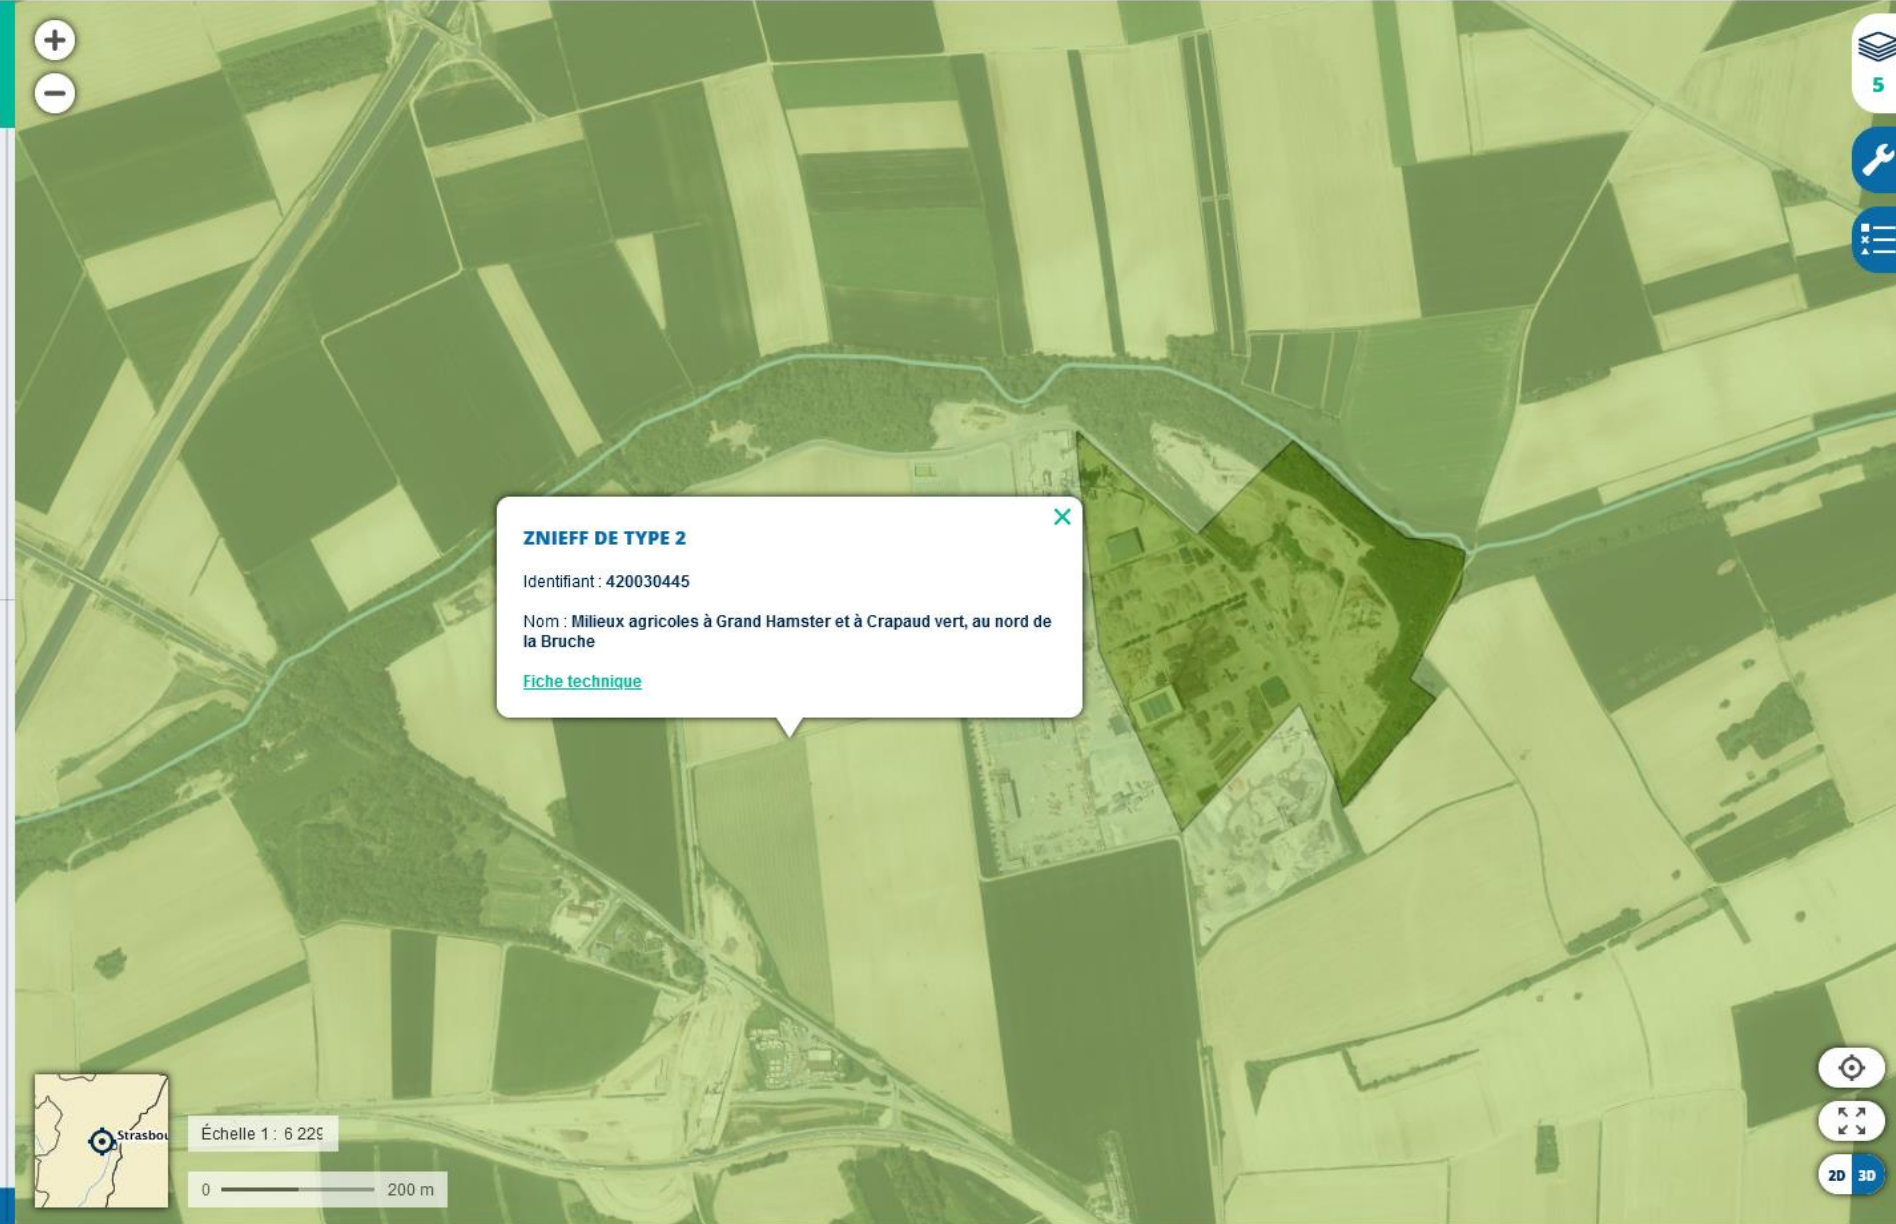 5
ZNIEFF DE TYPE 2
Identifiant : 420030445
Nom : Milieux agricoles à Grand Hamster et à Crapaud vert, au nord de
la Bruche
Fiche technique
Strasbou
Échelle 1 : 6 229
0 200 m
2D 3D